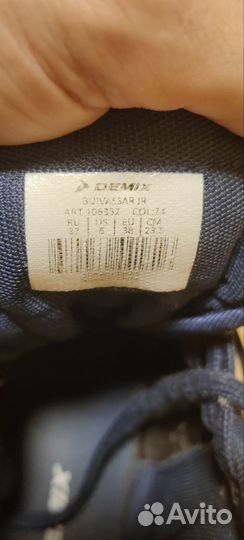 DEMIX
BUIVASSAR JR
ART.106352 COL:Z4
RU US EU CM
37 6 38 23.5
Avito